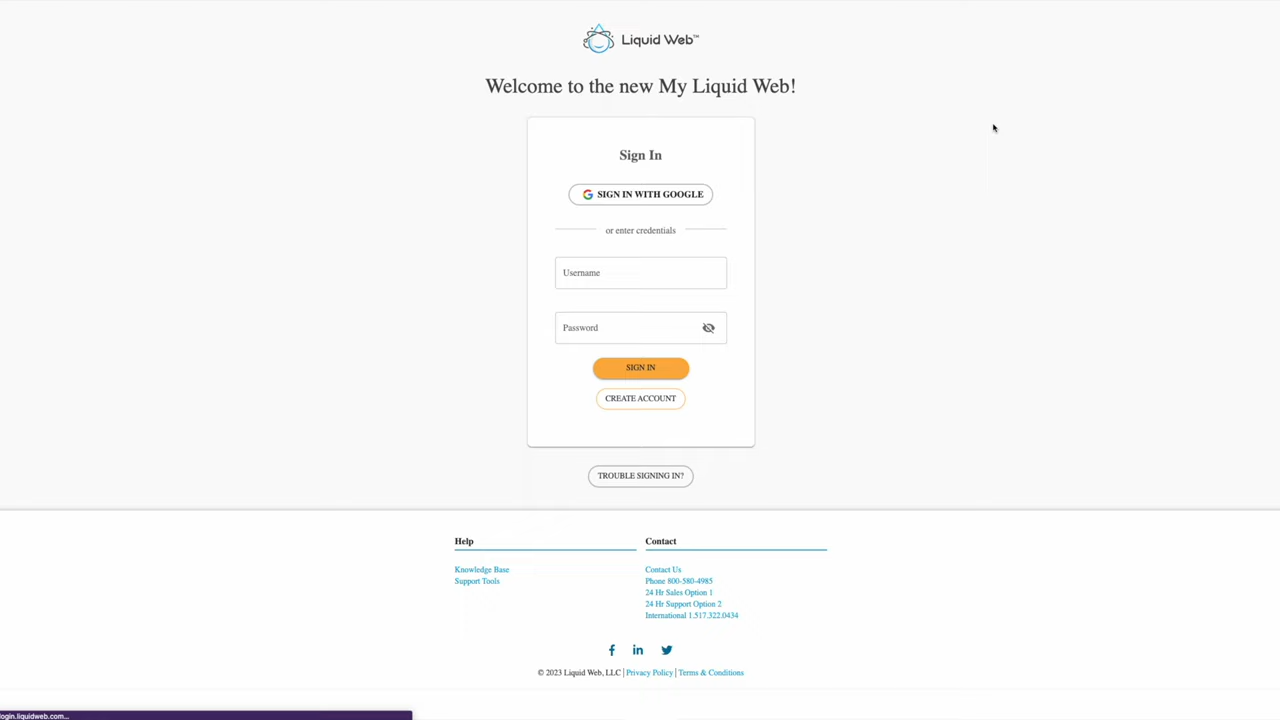 Liquid Web™
Welcome to the new My Liquid Web!
Sign In
SIGN IN WITH GOOGLE
or enter credentials
Username
Password
SIGN IN
CREATE ACCOUNT
TROUBLE SIGNING IN?
Help
Knowledge Base
Support Tools
Contact
Contact Us
Phone 800-580-4985
24 Hr Sales Option 1
24 Hr Support Option 2
International 1.517.322.0434
© 2023 Liquid Web, LLC | Privacy Policy | Terms & Conditions
login.liquidweb.com...